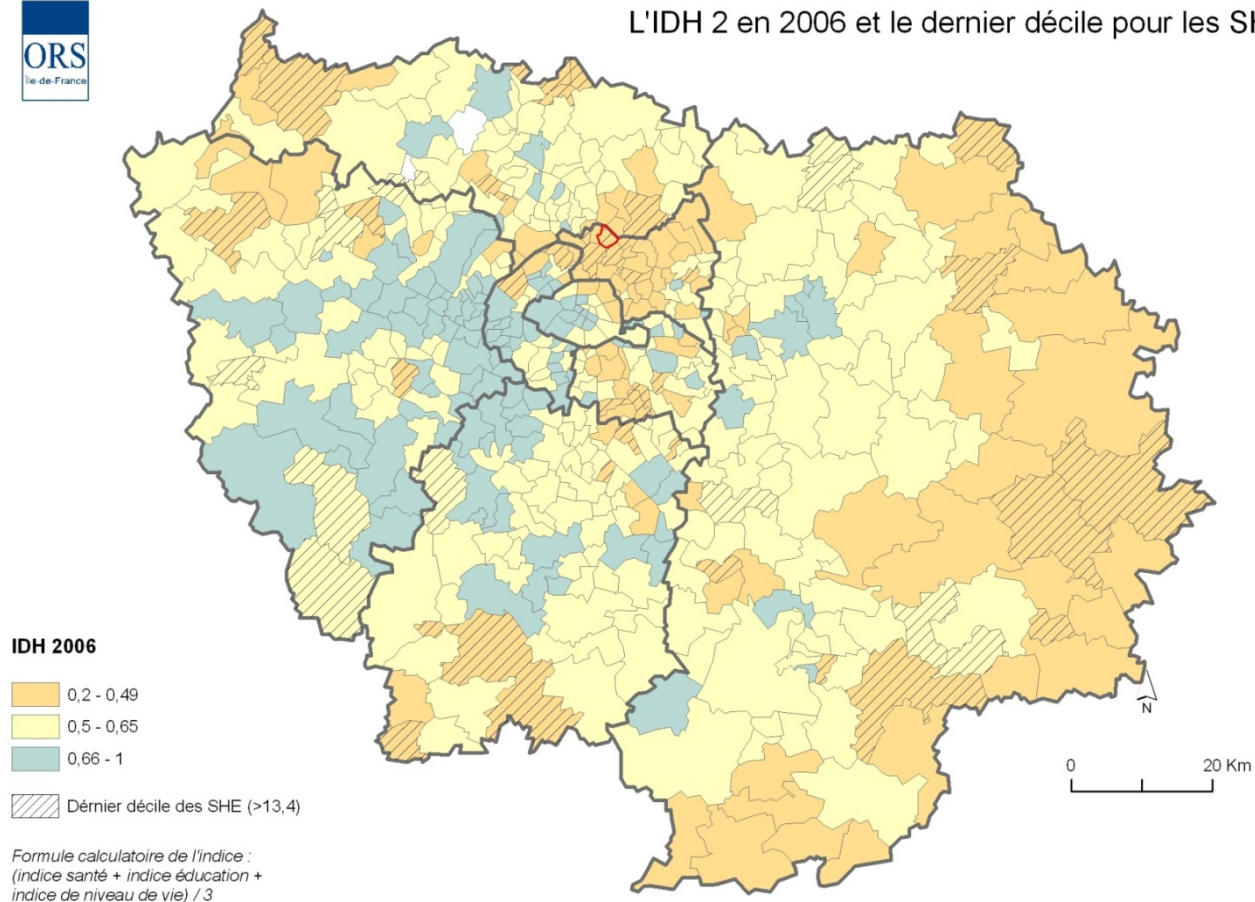 ORS
Île-de-France
L'IDH 2 en 2006 et le dernier décile pour les SH
IDH 2006
0,2 - 0,49
0,5 - 0,65
0,66 - 1
Dérnier décile des SHE (>13,4)
Formule calculatoire de l'indice :
(indice santé + indice éducation +
indice de niveau de vie) / 3
N
0 20 Km